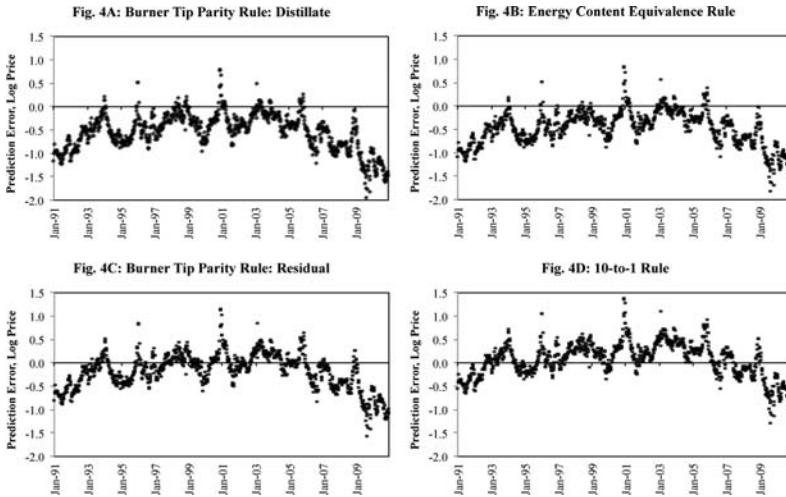 Fig. 4A: Burner Tip Parity Rule: Distillate
Prediction Error, Log Price
1.5
1.0
0.5
0.0
-0.5
-1.0
-1.5
-2.0
Jan-91
Jan-93
Jan-95
Jan-97
Jan-99
Jan-01
Jan-03
Jan-05
Jan-07
Jan-09
Fig. 4B: Energy Content Equivalence Rule
Prediction Error, Log Price
1.5
1.0
0.5
0.0
-0.5
-1.0
-1.5
-2.0
Jan-91
Jan-93
Jan-95
Jan-97
Jan-99
Jan-01
Jan-03
Jan-05
Jan-07
Jan-09
Fig. 4C: Burner Tip Parity Rule: Residual
Prediction Error, Log Price
1.5
1.0
0.5
0.0
-0.5
-1.0
-1.5
-2.0
Jan-91
Jan-93
Jan-95
Jan-97
Jan-99
Jan-01
Jan-03
Jan-05
Jan-07
Jan-09
Fig. 4D: 10-to-1 Rule
Prediction Error, Log Price
1.5
1.0
0.5
0.0
-0.5
-1.0
-1.5
-2.0
Jan-91
Jan-93
Jan-95
Jan-97
Jan-99
Jan-01
Jan-03
Jan-05
Jan-07
Jan-09